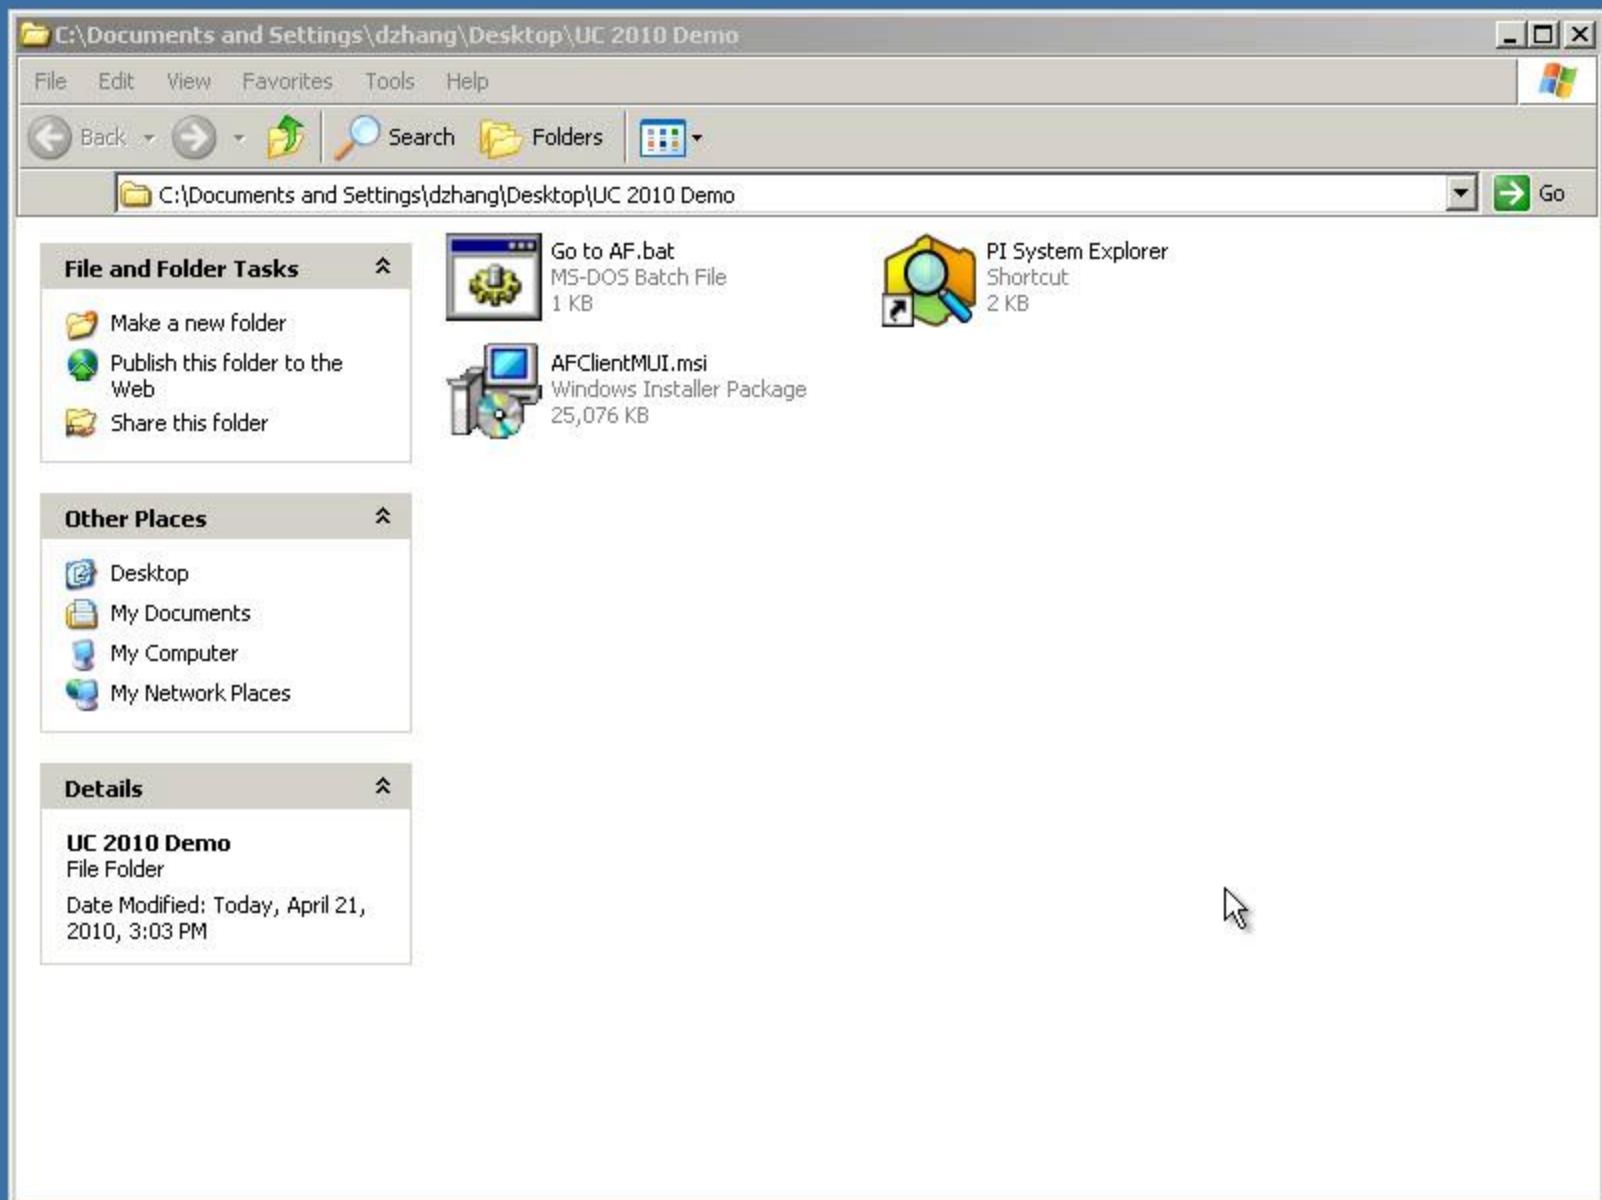 C:\Documents and Settings\dzhang\Desktop\UC 2010 Demo
File Edit View Favorites Tools Help
Back Search Folders
C:\Documents and Settings\dzhang\Desktop\UC 2010 Demo Go
File and Folder Tasks
Make a new folder
Publish this folder to the
Web
Share this folder
Other Places
Desktop
My Documents
My Computer
My Network Places
Details
UC 2010 Demo
File Folder
Date Modified: Today, April 21,
2010, 3:03 PM
Go to AF.bat
MS-DOS Batch File
1 KB
PI System Explorer
Shortcut
2 KB
AFClientMUI.msi
Windows Installer Package
25,076 KB